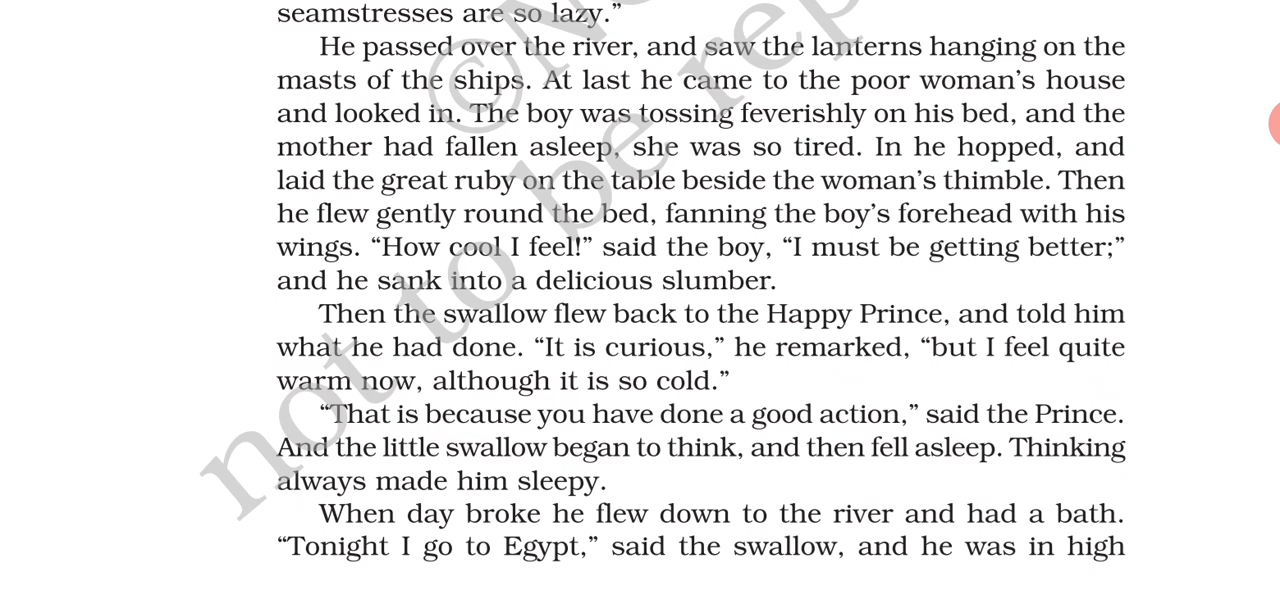 seamstresses are so lazy.”
He passed over the river, and saw the lanterns hanging on the
masts of the ships. At last he came to the poor woman’s house
and looked in. The boy was tossing feverishly on his bed, and the
mother had fallen asleep, she was so tired. In he hopped, and
laid the great ruby on the table beside the woman’s thimble. Then
he flew gently round the bed, fanning the boy’s forehead with his
wings. “How cool I feel!” said the boy, “I must be getting better;”
and he sank into a delicious slumber.
Then the swallow flew back to the Happy Prince, and told him
what he had done. “It is curious,” he remarked, “but I feel quite
warm now, although it is so cold.”
“That is because you have done a good action,” said the Prince.
And the little swallow began to think, and then fell asleep. Thinking
always made him sleepy.
When day broke he flew down to the river and had a bath.
“Tonight I go to Egypt,” said the swallow, and he was in high
not to be rep